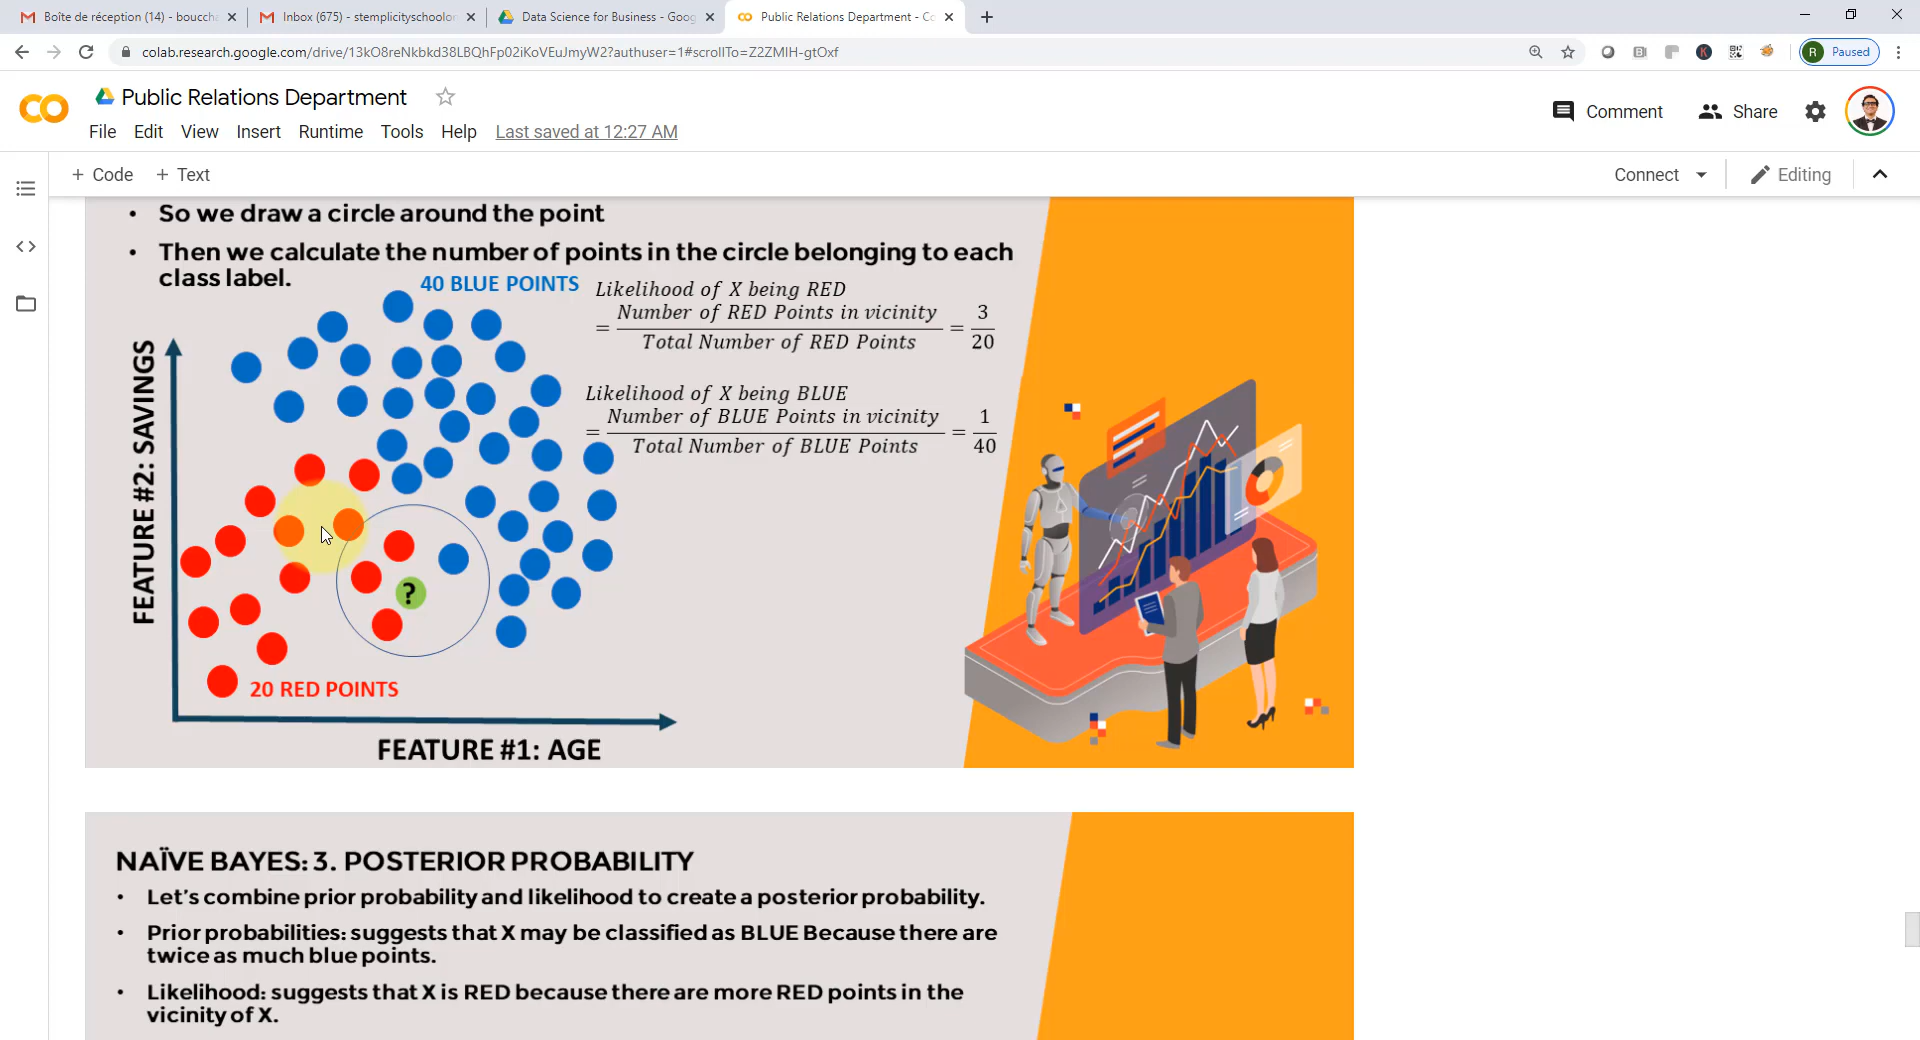 Boîte de réception (14) - bouccha
Inbox (675) - stemplicityschoolon
Data Science for Business - Goog
Public Relations Department - Co
colab.research.google.com/drive/13kO8reNkbkd38LBQhFp02iKoVEuJmyW2?authuser=1#scrollTo=Z2ZMIH-gtOxf
R Paused
CO Public Relations Department
Comment Share
File Edit View Insert Runtime Tools Help Last saved at 12:27 AM
+ Code + Text
Connect Editing
• So we draw a circle around the point
• Then we calculate the number of points in the circle belonging to each
class label.
40 BLUE POINTS
Likelihood of X being RED
= Number of RED Points in vicinity / Total Number of RED Points = 3/20
Likelihood of X being BLUE
= Number of BLUE Points in vicinity / Total Number of BLUE Points = 1/40
FEATURE #2: SAVINGS
?
20 RED POINTS
FEATURE #1: AGE
NAÏVE BAYES: 3. POSTERIOR PROBABILITY
• Let's combine prior probability and likelihood to create a posterior probability.
• Prior probabilities: suggests that X may be classified as BLUE Because there are
twice as much blue points.
• Likelihood: suggests that X is RED because there are more RED points in the
vicinity of X.